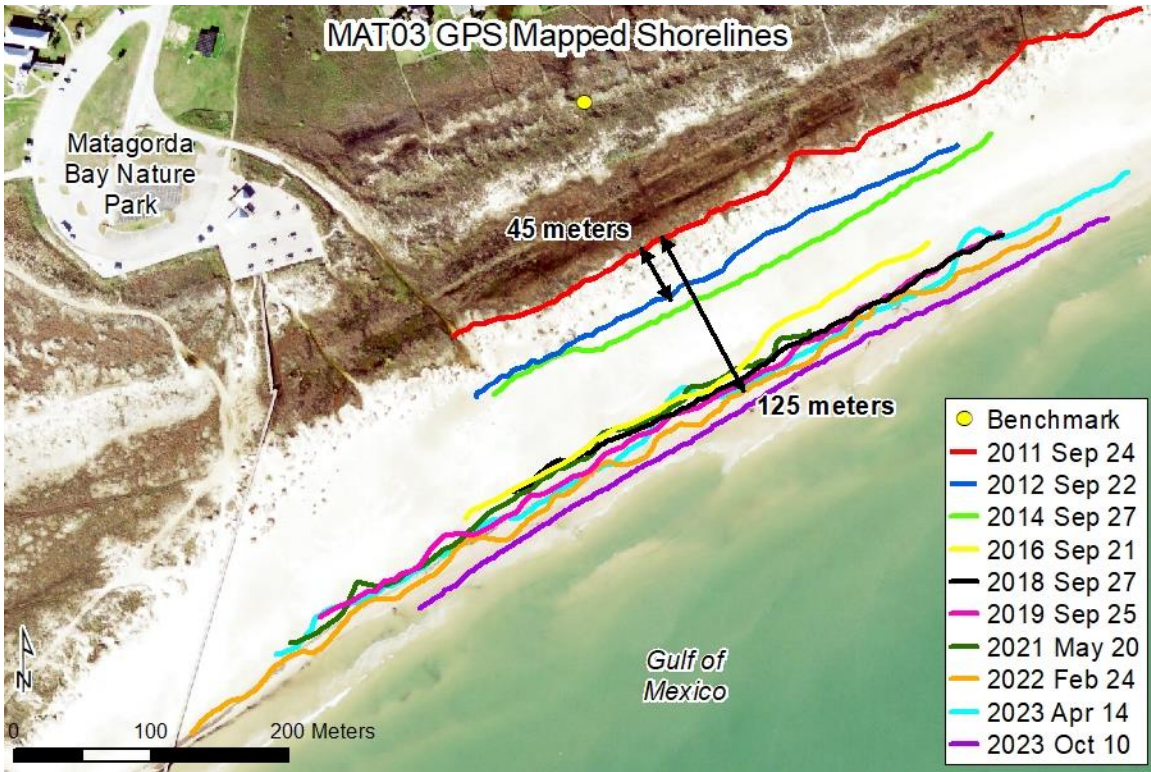 MAT03 GPS Mapped Shorelines
Matagorda
Bay Nature
Park
45 meters
125 meters
Benchmark
2011 Sep 24
2012 Sep 22
2014 Sep 27
2016 Sep 21
2018 Sep 27
2019 Sep 25
2021 May 20
2022 Feb 24
2023 Apr 14
2023 Oct 10
Gulf of
Mexico
N
0 100 200 Meters